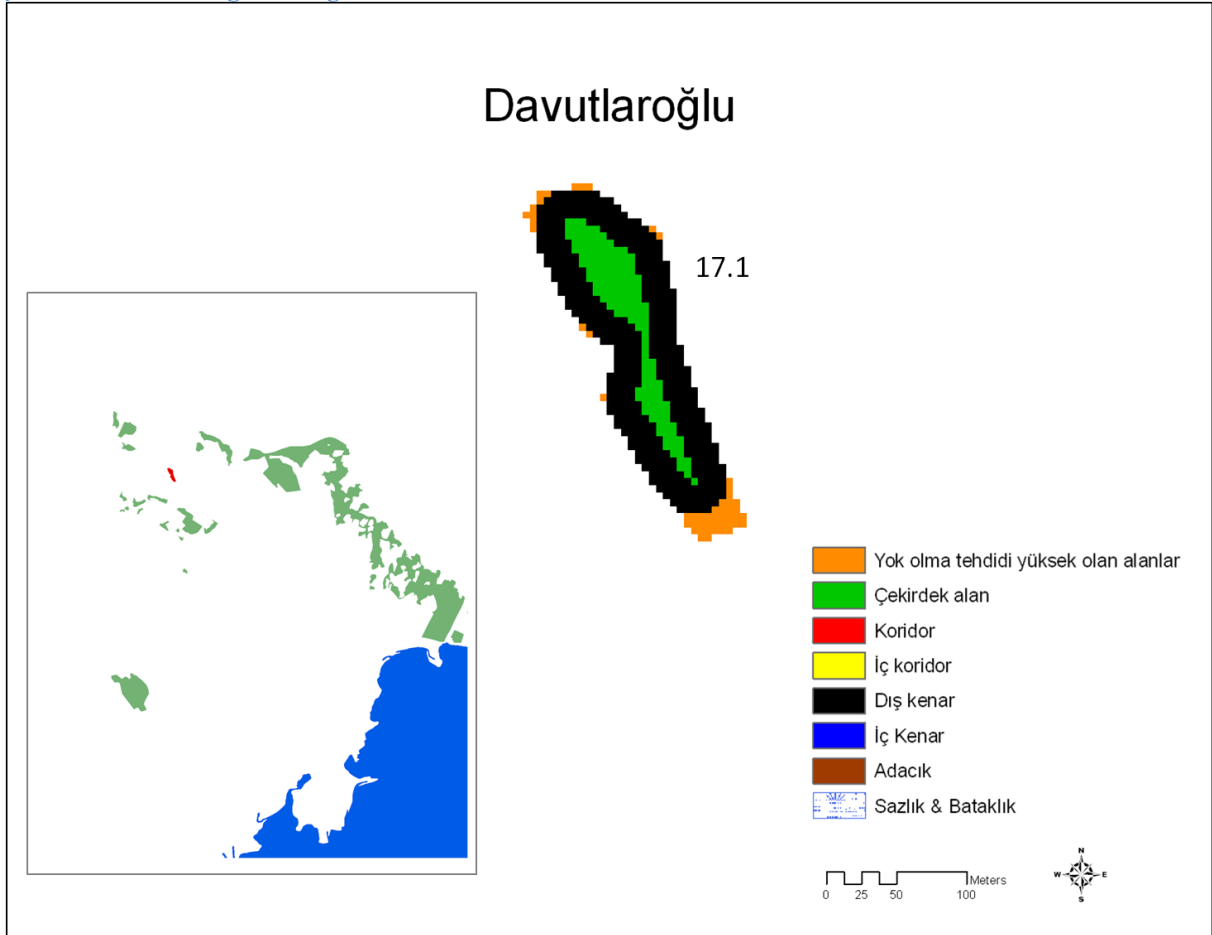 Davutlaroğlu
17.1
Yok olma tehdidi yüksek olan alanlar
Çekirdek alan
Koridor
İç koridor
Dış kenar
İç Kenar
Adacık
Sazlık & Bataklık
Meters
0 25 50 100
N
W E
S